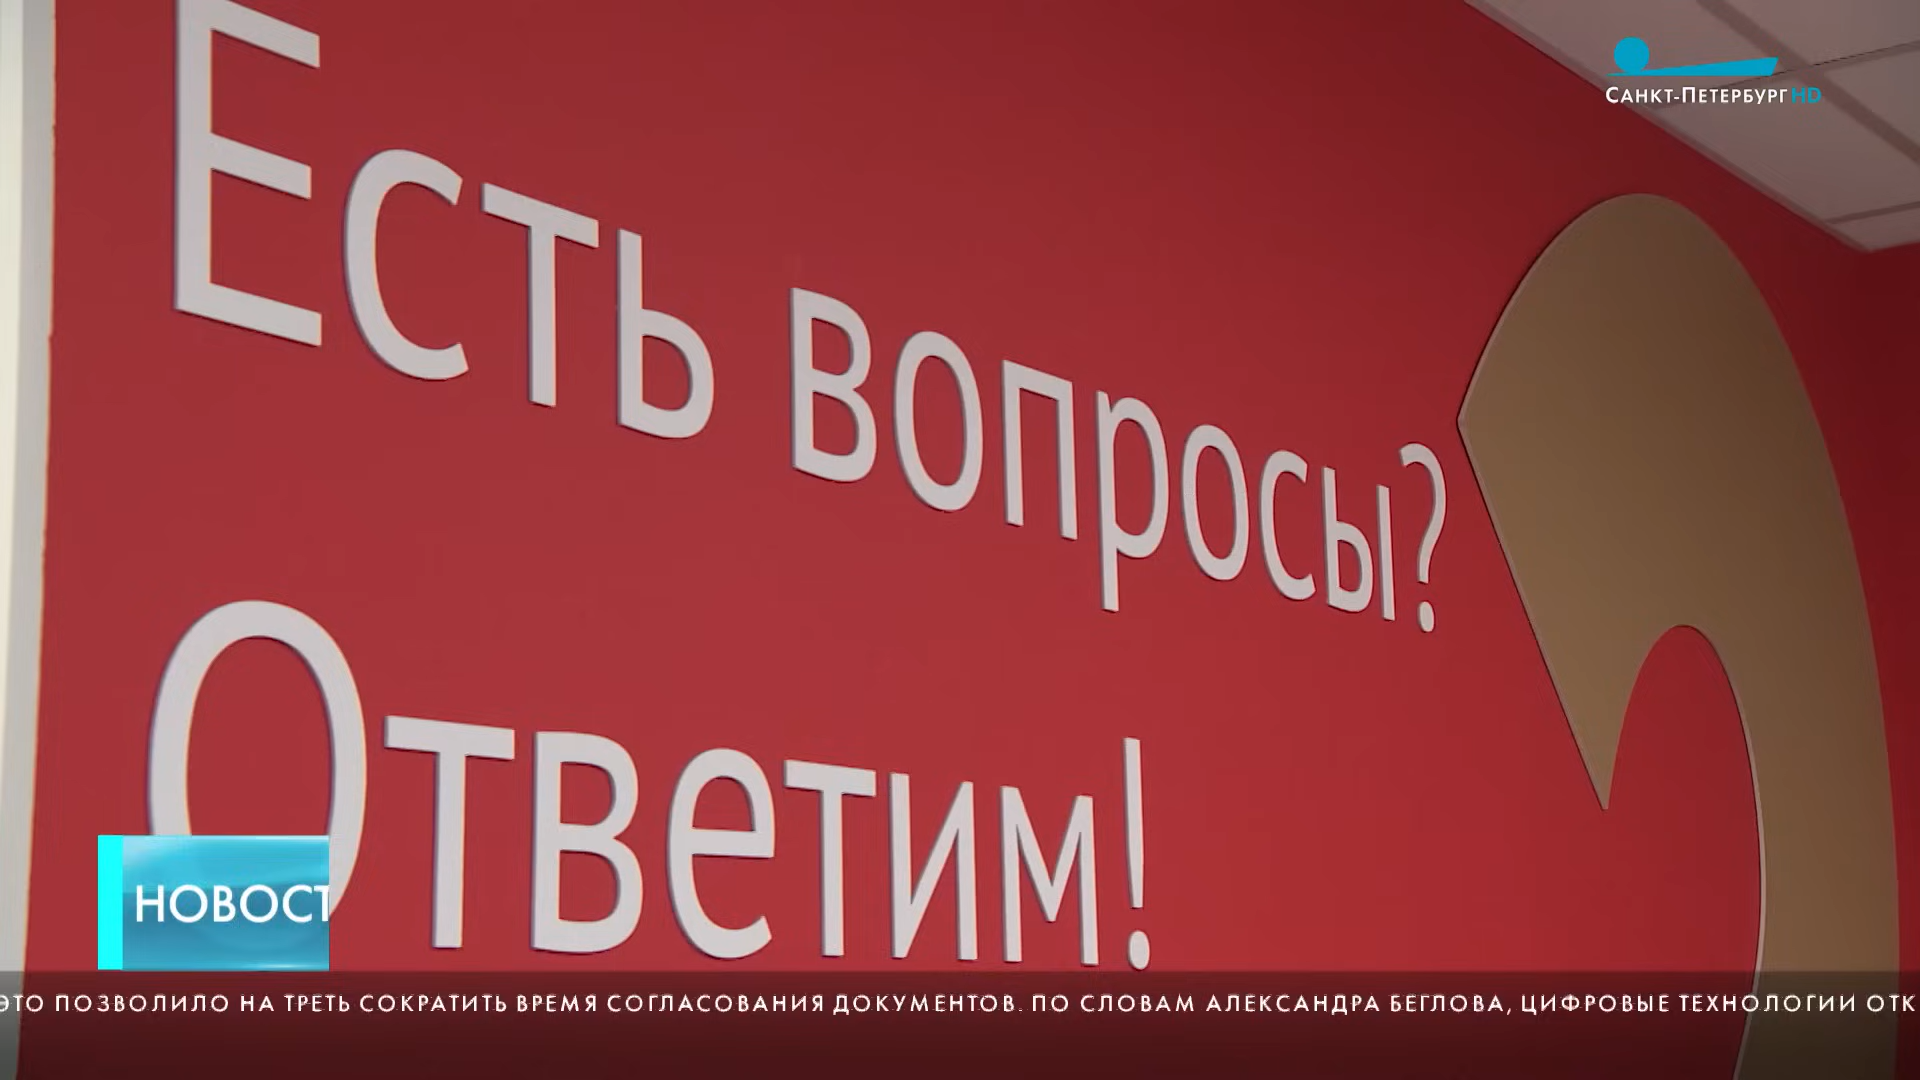 САНКТ-ПЕТЕРБУРГ HD
Есть вопросы?
Ответим!
НОВОСТ
ЭТО ПОЗВОЛИЛО НА ТРЕТЬ СОКРАТИТЬ ВРЕМЯ СОГЛАСОВАНИЯ ДОКУМЕНТОВ. ПО СЛОВАМ АЛЕКСАНДРА БЕГЛОВА, ЦИФРОВЫЕ ТЕХНОЛОГИИ ОТК